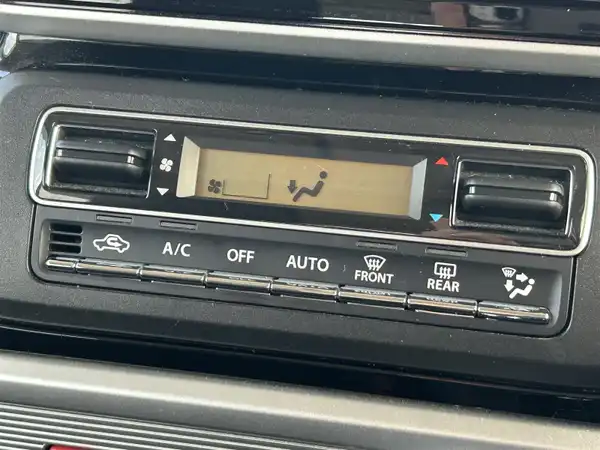 A/C OFF AUTO FRONT REAR